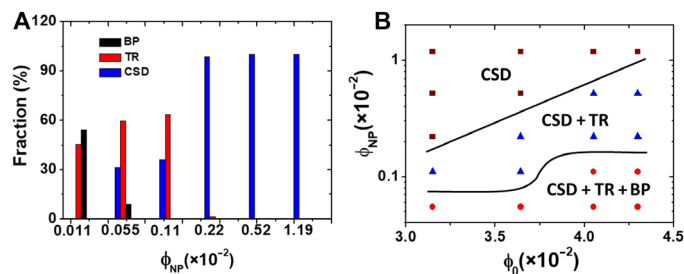 A
BP
TR
CSD
Fraction (%)
90
60
30
0
0.011 0.055 0.11 0.22 0.52 1.19
ϕNP(×10⁻²)
B
CSD
CSD + TR
CSD + TR + BP
ϕNP(×10⁻²)
1
0.1
3.0 3.5 4.0 4.5
ϕ0(×10⁻²)